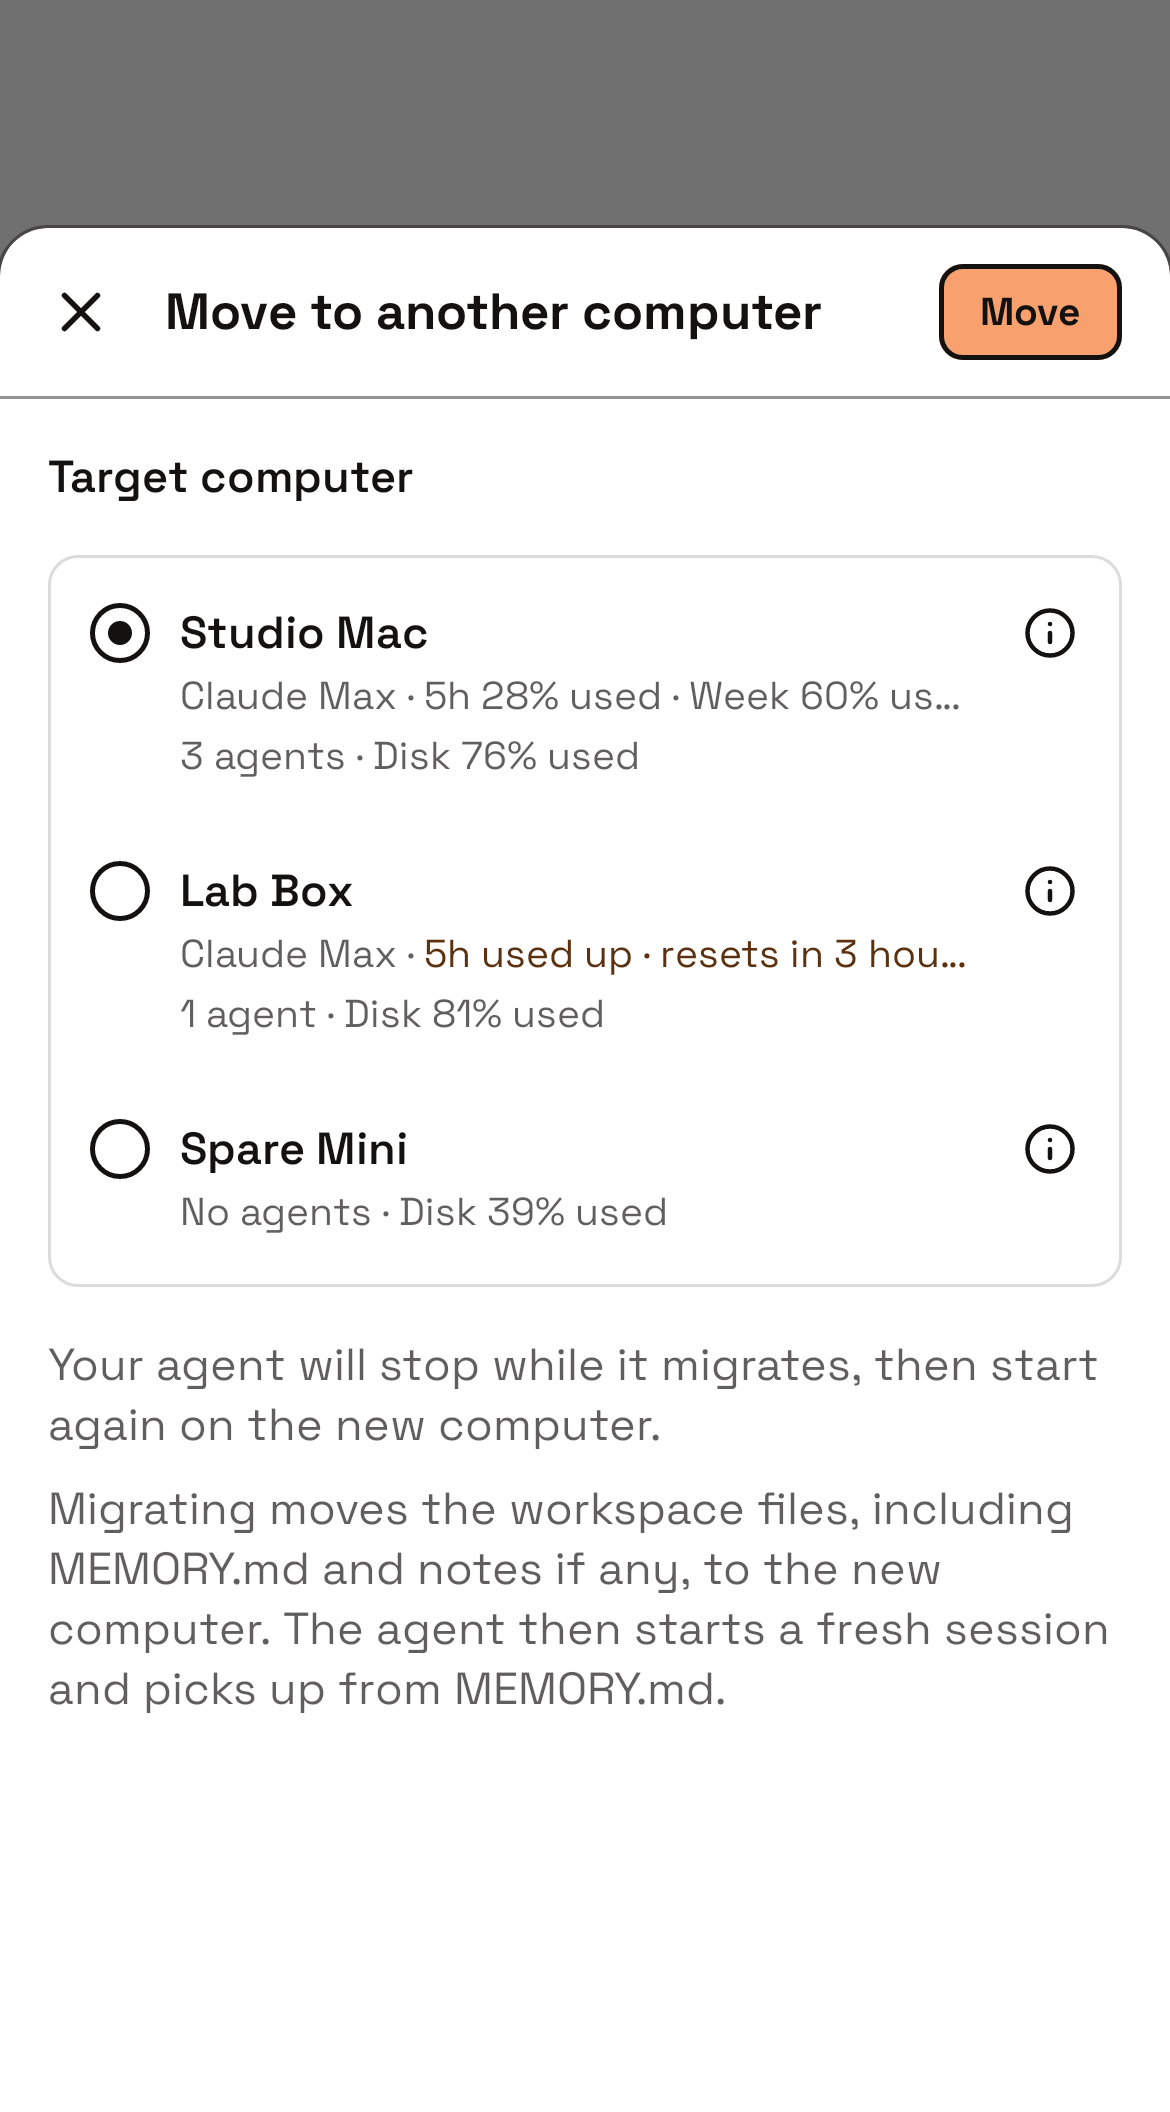 Move to another computer
Move
Target computer
Studio Mac
Claude Max · 5h 28% used · Week 60% us...
3 agents · Disk 76% used
Lab Box
Claude Max · 5h used up · resets in 3 hou...
1 agent · Disk 81% used
Spare Mini
No agents · Disk 39% used
Your agent will stop while it migrates, then start
again on the new computer.
Migrating moves the workspace files, including
MEMORY.md and notes if any, to the new
computer. The agent then starts a fresh session
and picks up from MEMORY.md.